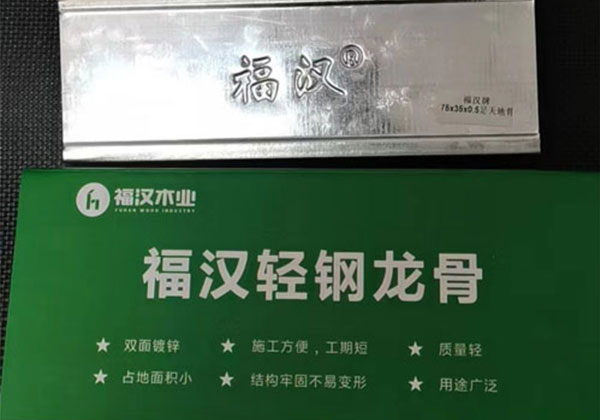 福汉®
福汉牌
78x35x0.5足天地骨
福汉木业
FUHAN WOOD INDUSTRY
福汉轻钢龙骨
★ 双面镀锌 ★ 施工方便，工期短 ★ 质量轻
★ 占地面积小 ★ 结构牢固不易变形 ★ 用途广泛